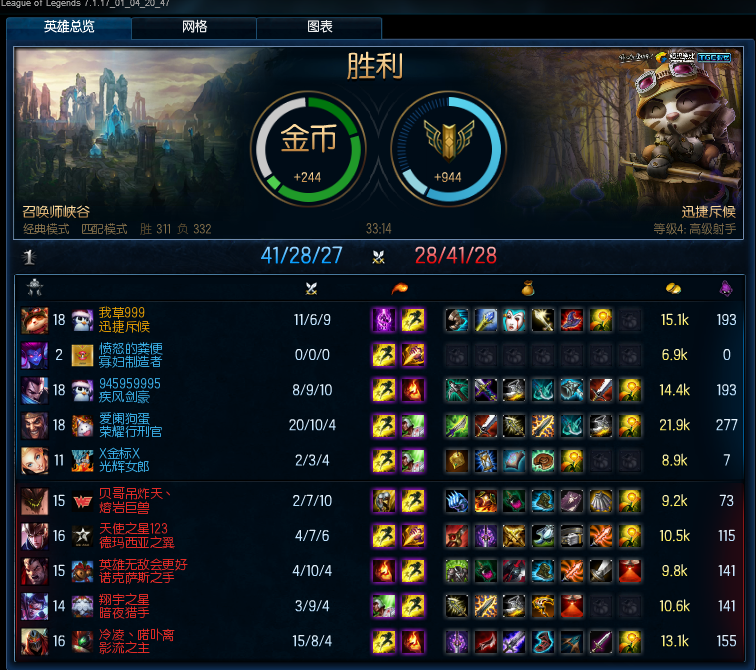 League of Legends 7.1.17_01_04_20_47
英雄总览 网格 图表
胜利
TGC
金币
+244 +944
召唤师峡谷 迅捷斥候
经典模式 匹配模式 胜 311 负 332 33:14 等级4: 高级射手
1 41/28/27 28/41/28
18 我草999 11/6/9 15.1k 193
迅捷斥候
2 愤怒的粪便 0/0/0 6.9k 0
寡妇制造者
18 945959995 8/9/10 14.4k 193
疾风剑豪
18 爱闹狗蛋 20/10/4 21.9k 277
荣耀行刑官
11 X金标X 2/3/4 8.9k 7
光辉女郎
15 贝哥吊炸天丶 2/7/10 9.2k 73
熔岩巨兽
16 天使之星123 4/7/6 10.5k 115
德玛西亚之翼
15 英雄无敌会更好 4/10/4 9.8k 141
诺克萨斯之手
14 翔宇之星 3/9/4 10.6k 141
暗夜猎手
16 冷凌丶喏卟离 15/8/4 13.1k 155
影流之主